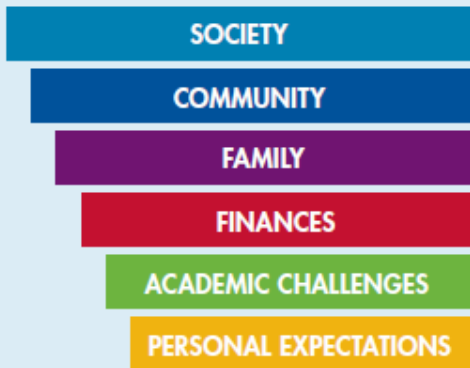 SOCIETY
COMMUNITY
FAMILY
FINANCES
ACADEMIC CHALLENGES
PERSONAL EXPECTATIONS